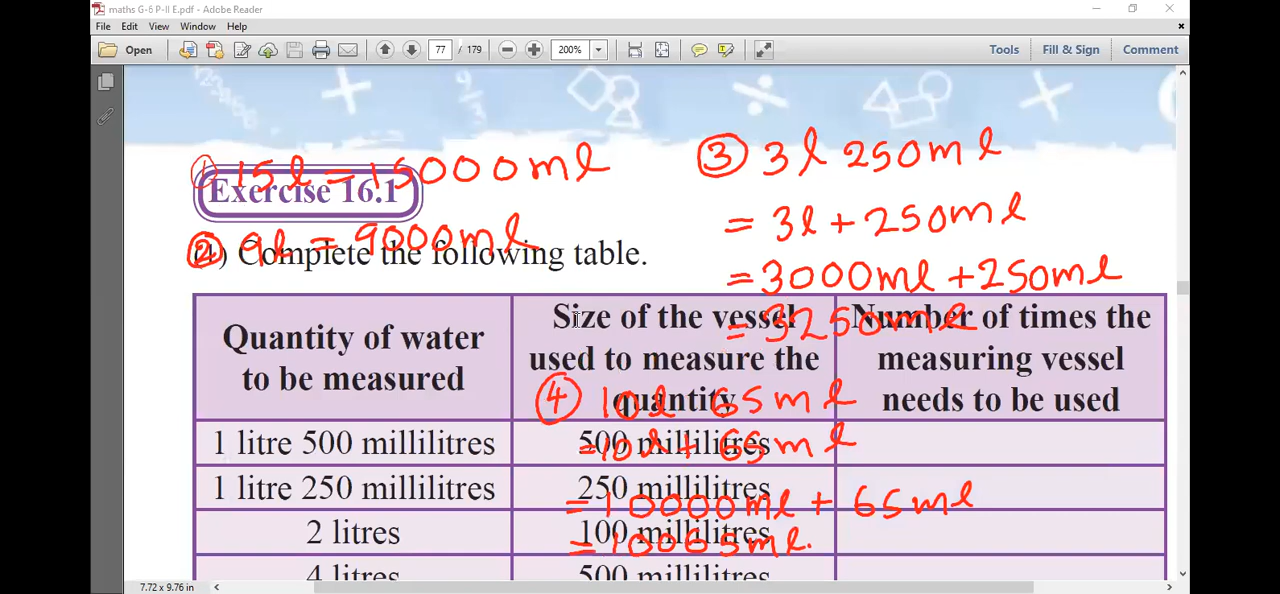 maths G-6 P-II E.pdf - Adobe Reader
File Edit View Window Help
Open 77 / 179 200% Tools Fill & Sign Comment
① 15l = 15000ml
Exercise 16.1
② 9l = 9000ml
(1) Complete the following table.
③ 3l 250ml
= 3l + 250ml
= 3000ml + 250ml
= 3250ml
Quantity of water to be measured
Size of the vessel used to measure the quantity
Number of times the measuring vessel needs to be used
④ 10l 65ml
= 10l + 65ml
= 10000ml + 65ml
= 10065ml.
1 litre 500 millilitres 500 millilitres
1 litre 250 millilitres 250 millilitres
2 litres 100 millilitres
4 litres 500 millilitres
7.72 x 9.76 in